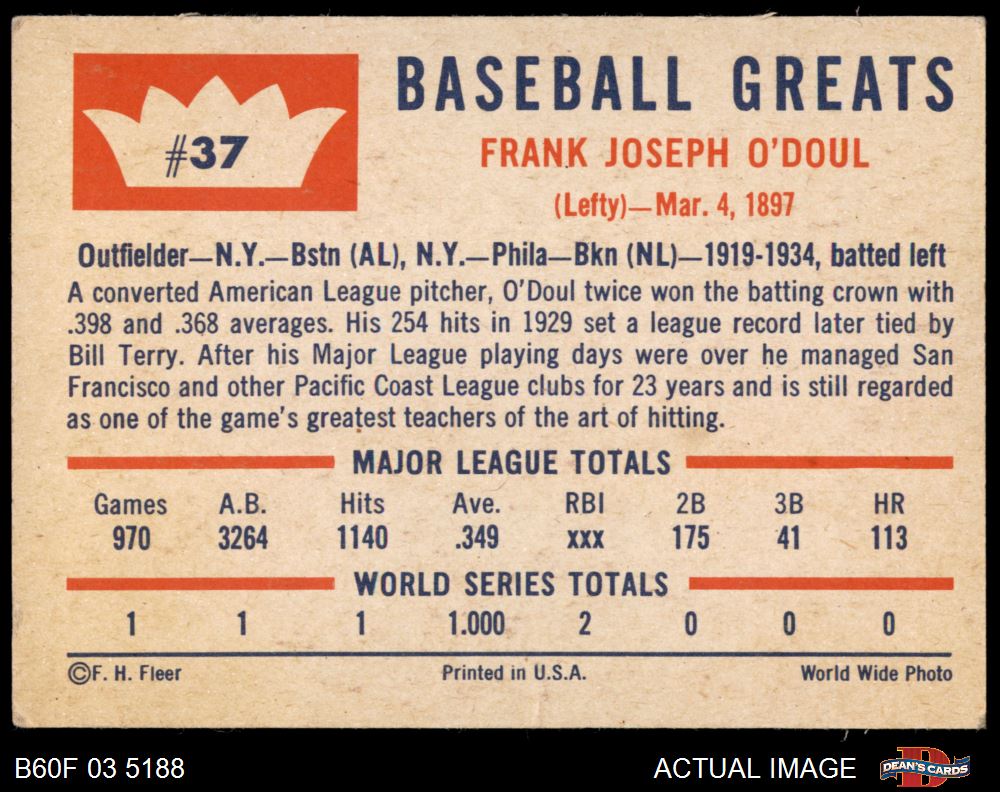 #37
BASEBALL GREATS
FRANK JOSEPH O'DOUL
(Lefty)—Mar. 4, 1897
Outfielder—N.Y.—Bstn (AL), N.Y.—Phila—Bkn (NL)—1919-1934, batted left
A converted American League pitcher, O'Doul twice won the batting crown with
.398 and .368 averages. His 254 hits in 1929 set a league record later tied by
Bill Terry. After his Major League playing days were over he managed San
Francisco and other Pacific Coast League clubs for 23 years and is still regarded
as one of the game's greatest teachers of the art of hitting.
MAJOR LEAGUE TOTALS
Games A.B. Hits Ave. RBI 2B 3B HR
970 3264 1140 .349 xxx 175 41 113
WORLD SERIES TOTALS
1 1 1 1.000 2 0 0 0
©F. H. Fleer Printed in U.S.A. World Wide Photo
B60F 03 5188 ACTUAL IMAGE D DEAN'S CARDS